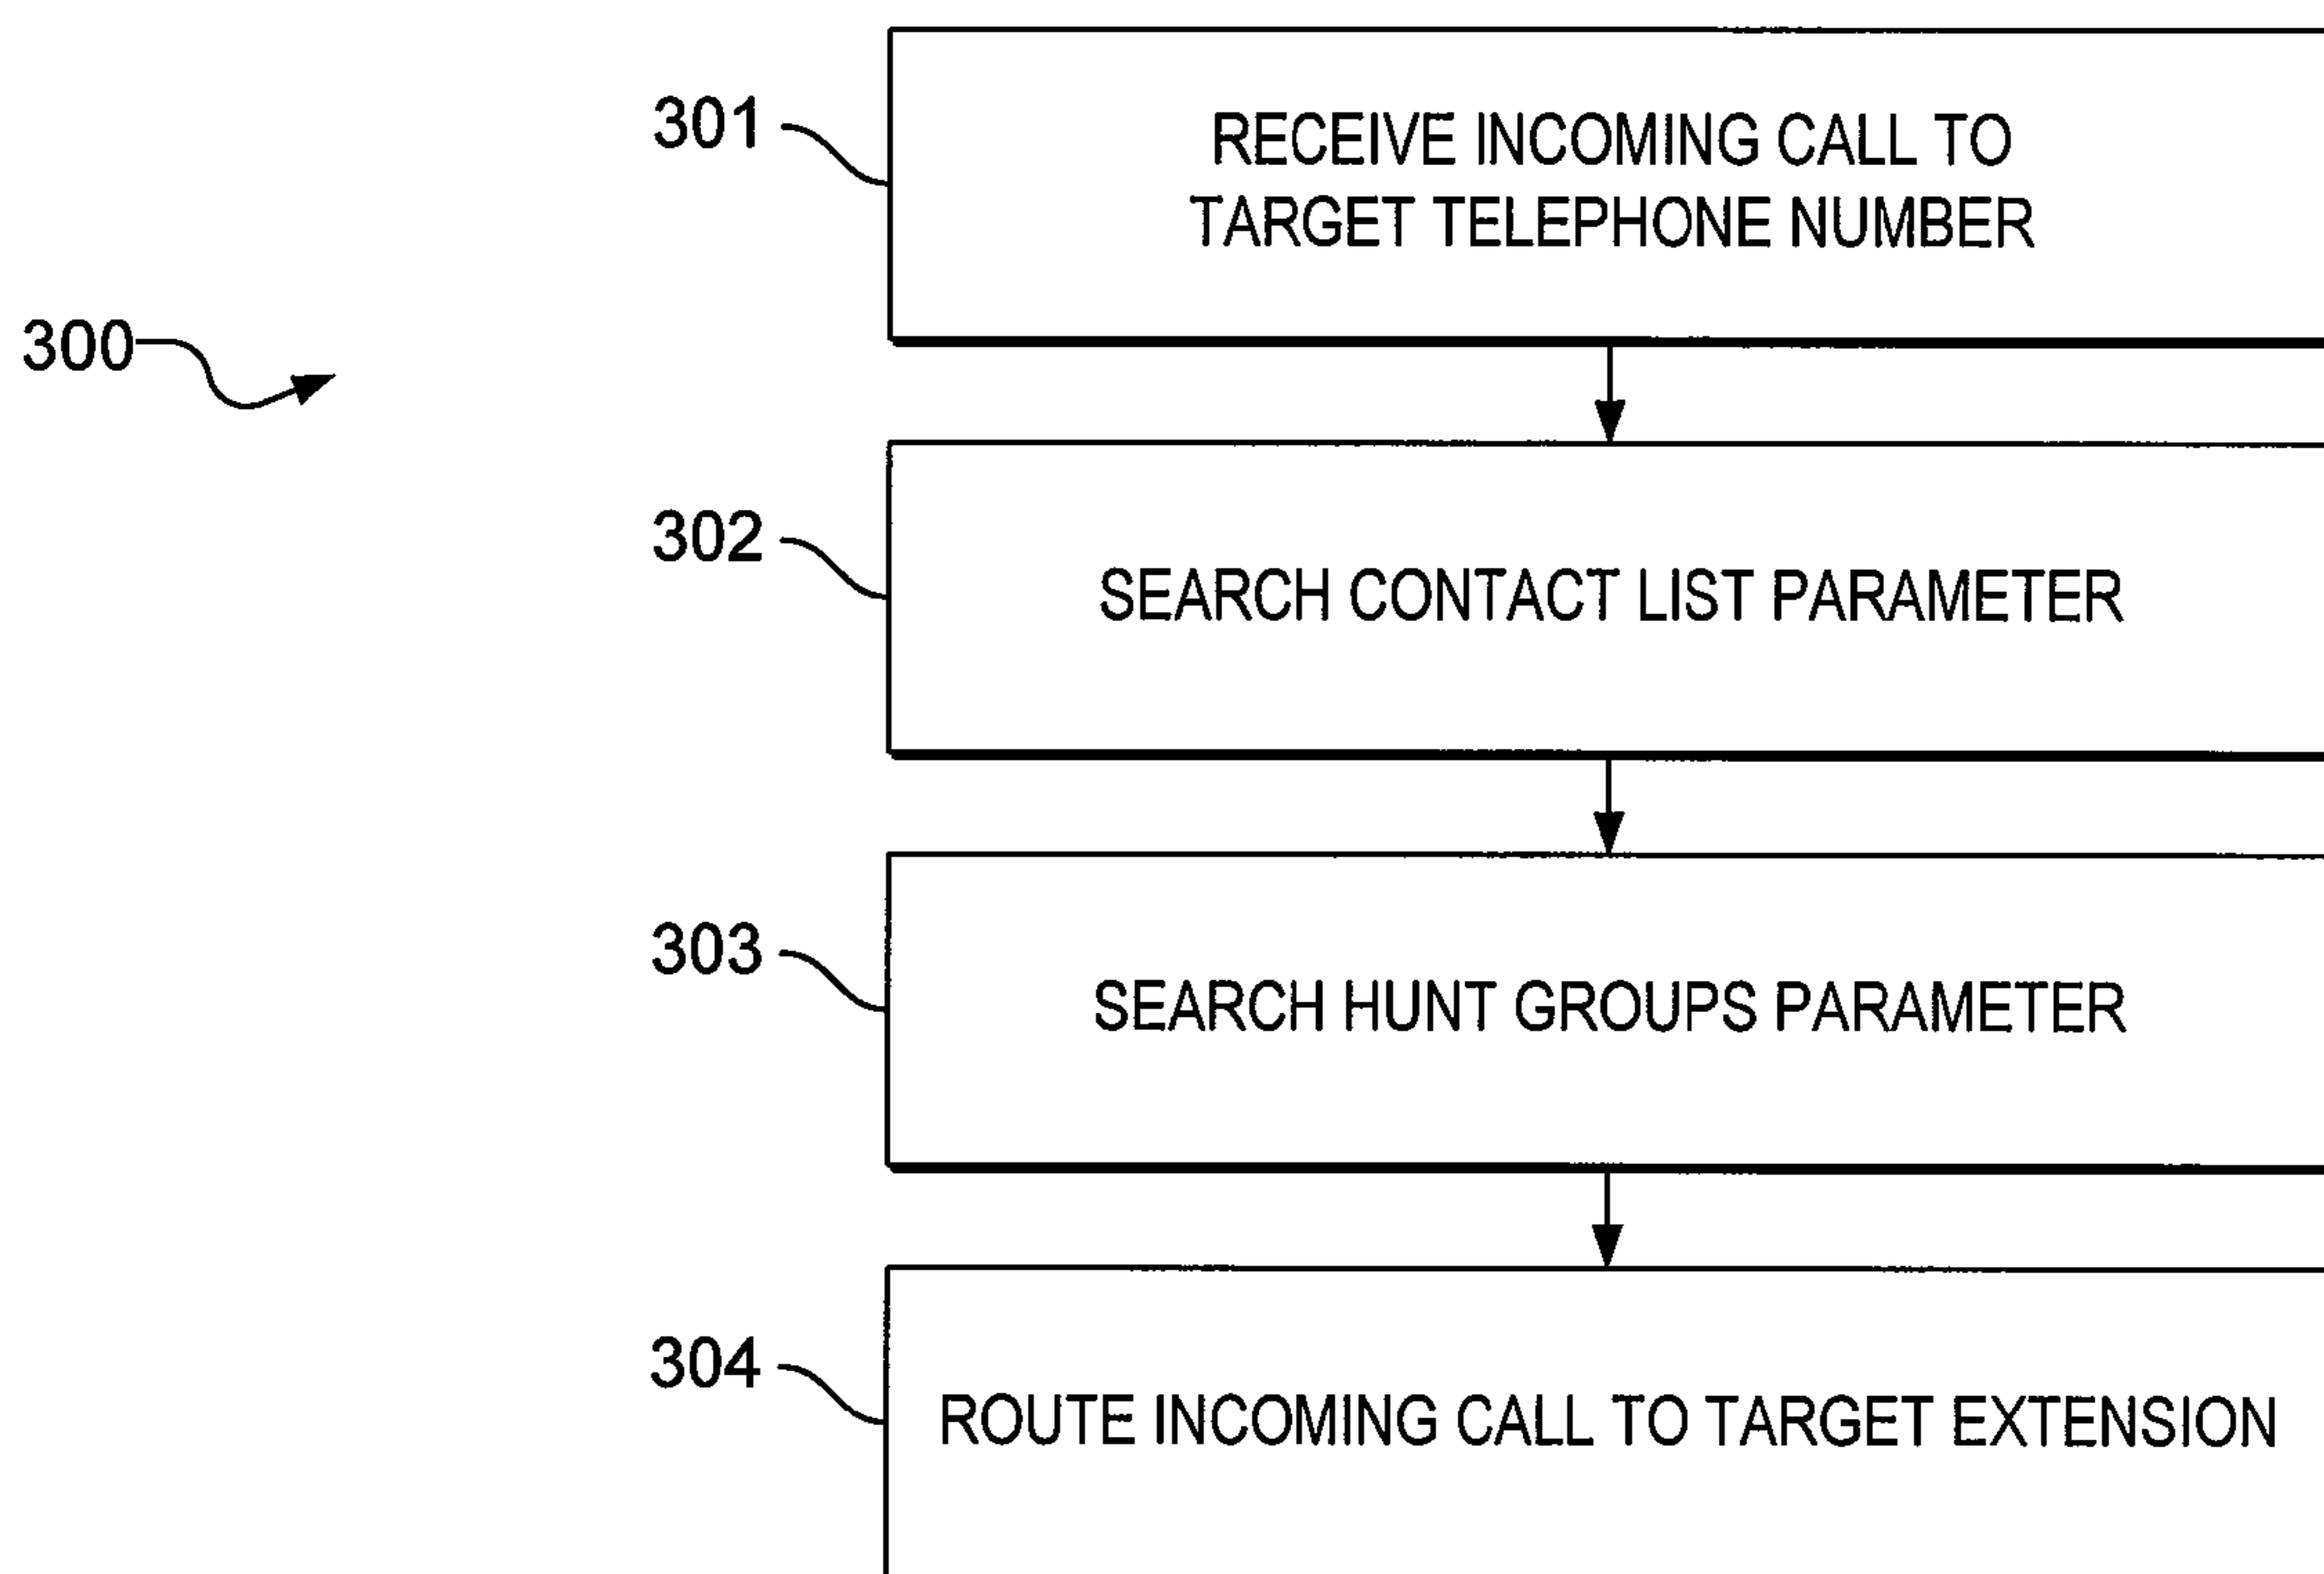 301
RECEIVE INCOMING CALL TO
TARGET TELEPHONE NUMBER
300
302
SEARCH CONTACT LIST PARAMETER
303
SEARCH HUNT GROUPS PARAMETER
304
ROUTE INCOMING CALL TO TARGET EXTENSION